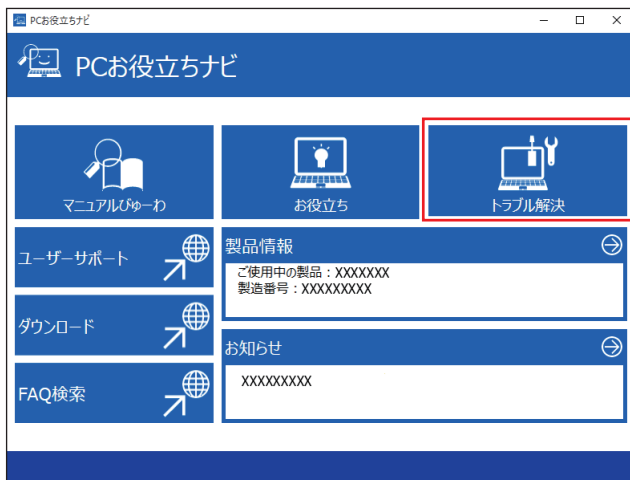 PCお役立ちナビ
PCお役立ちナビ
マニュアルびゅーわ
お役立ち
トラブル解決
ユーザーサポート
製品情報
ご使用中の製品：XXXXXXX
製造番号：XXXXXXXXX
ダウンロード
お知らせ
XXXXXXXXX
FAQ検索